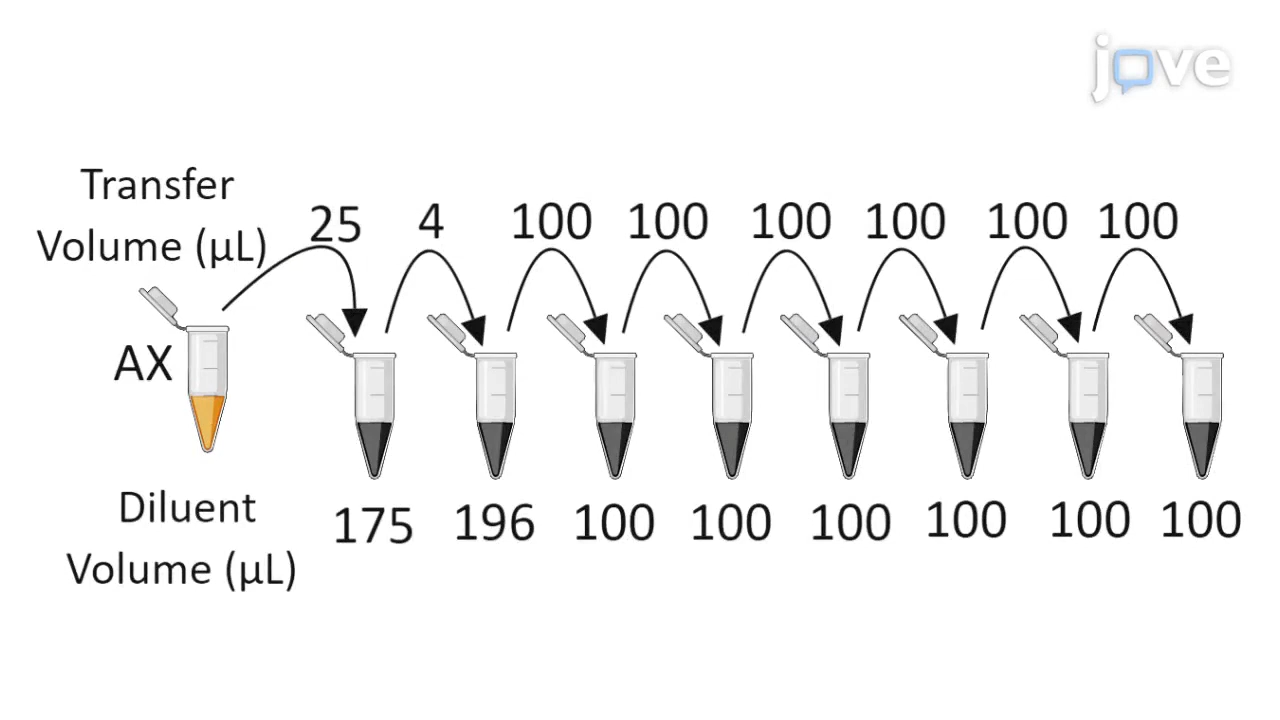 jove
Transfer
Volume (µL)
25 4 100 100 100 100 100 100
AX
Diluent
Volume (µL)
175 196 100 100 100 100 100 100